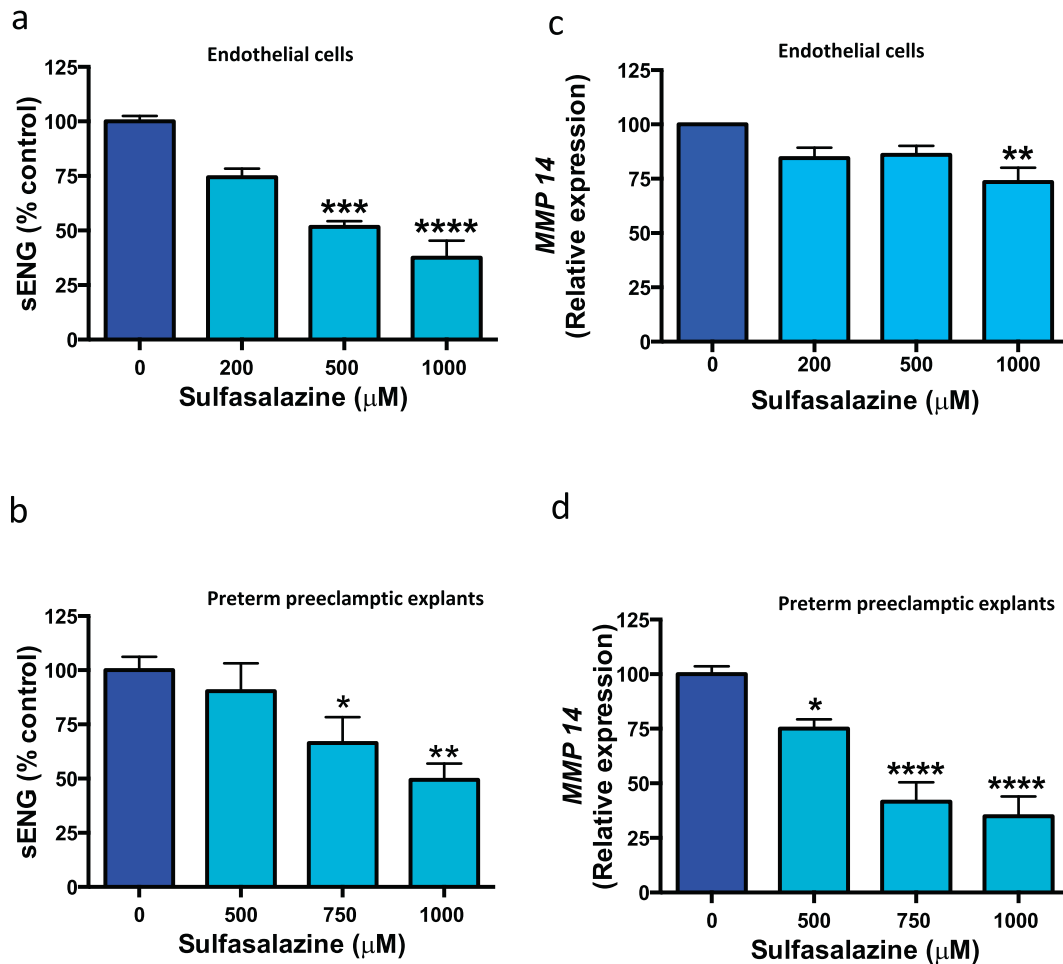 a
Endothelial cells
sENG (% control)
125
100
75
50
25
0
***
****
0 200 500 1000
Sulfasalazine (μM)
c
Endothelial cells
MMP 14
(Relative expression)
125
100
75
50
25
0
**
0 200 500 1000
Sulfasalazine (μM)
b
Preterm preeclamptic explants
sENG (% control)
125
100
75
50
25
0
*
**
0 500 750 1000
Sulfasalazine (μM)
d
Preterm preeclamptic explants
MMP 14
(Relative expression)
125
100
75
50
25
0
*
****
****
0 500 750 1000
Sulfasalazine (μM)